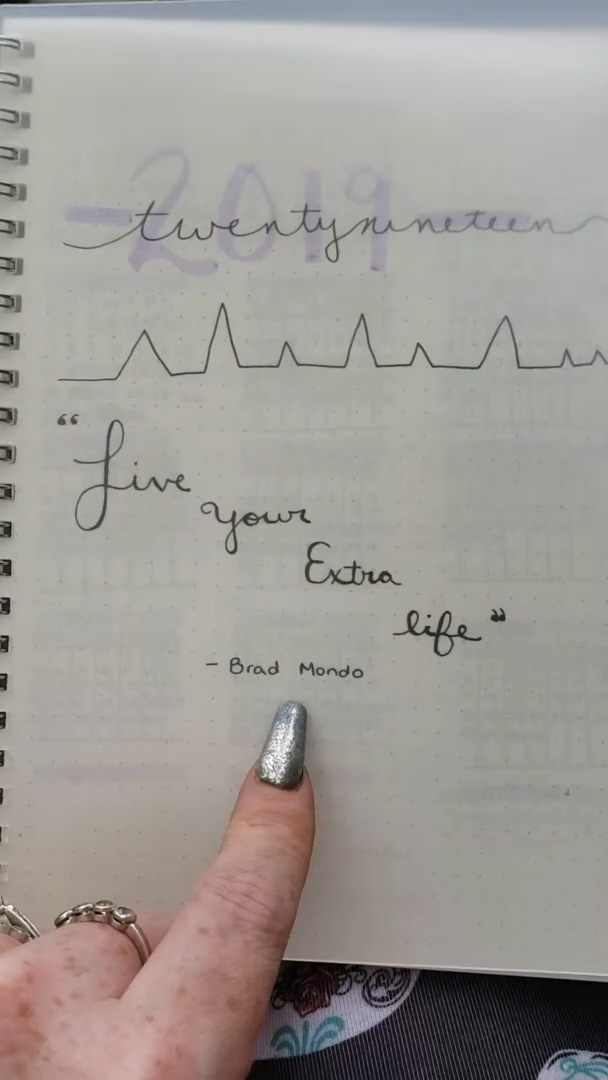 2019
twentynineteen
“Live
your
Extra
life”
- Brad Mondo